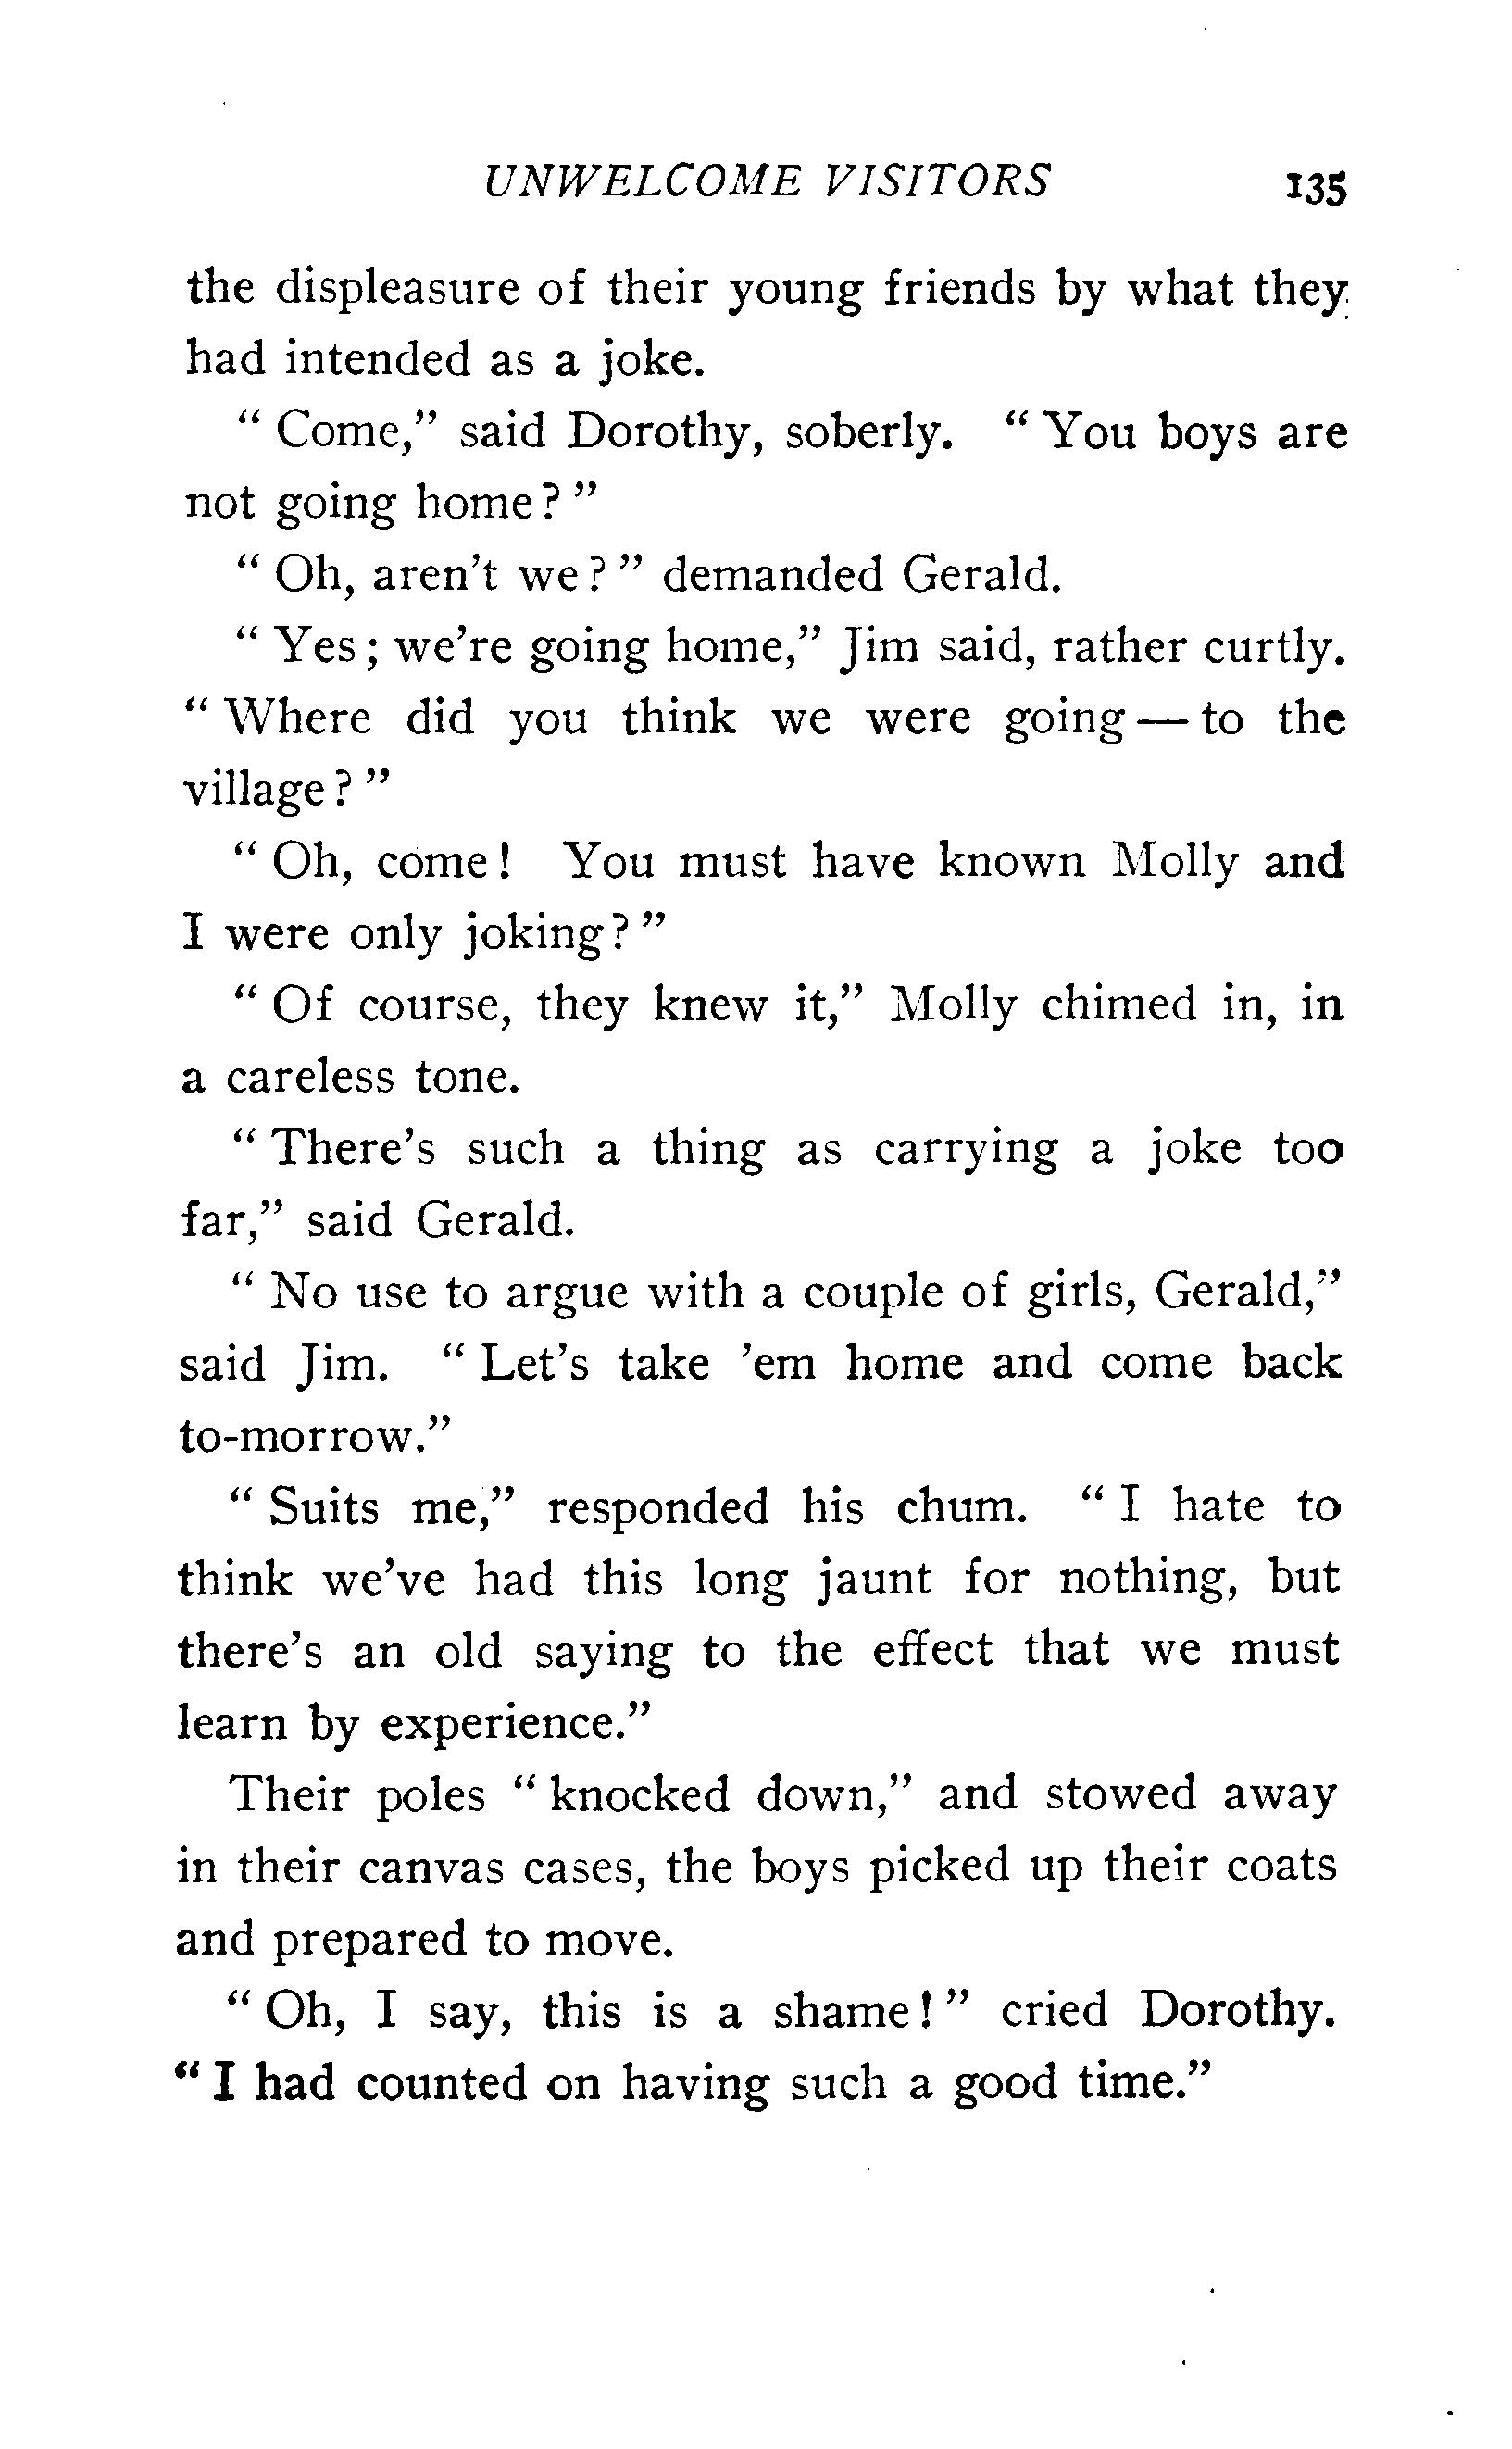 UNWELCOME VISITORS 135
the displeasure of their young friends by what they
had intended as a joke.
" Come," said Dorothy, soberly. " You boys are
not going home ? "
" Oh, aren't we ? " demanded Gerald.
" Yes ; we're going home," Jim said, rather curtly.
" Where did you think we were going — to the
village ? "
" Oh, come ! You must have known Molly and
I were only joking ? "
" Of course, they knew it," Molly chimed in, in
a careless tone.
" There's such a thing as carrying a joke too
far," said Gerald.
" No use to argue with a couple of girls, Gerald,"
said Jim. " Let's take 'em home and come back
to-morrow."
" Suits me," responded his chum. " I hate to
think we've had this long jaunt for nothing, but
there's an old saying to the effect that we must
learn by experience."
Their poles " knocked down," and stowed away
in their canvas cases, the boys picked up their coats
and prepared to move.
" Oh, I say, this is a shame ! " cried Dorothy.
" I had counted on having such a good time."